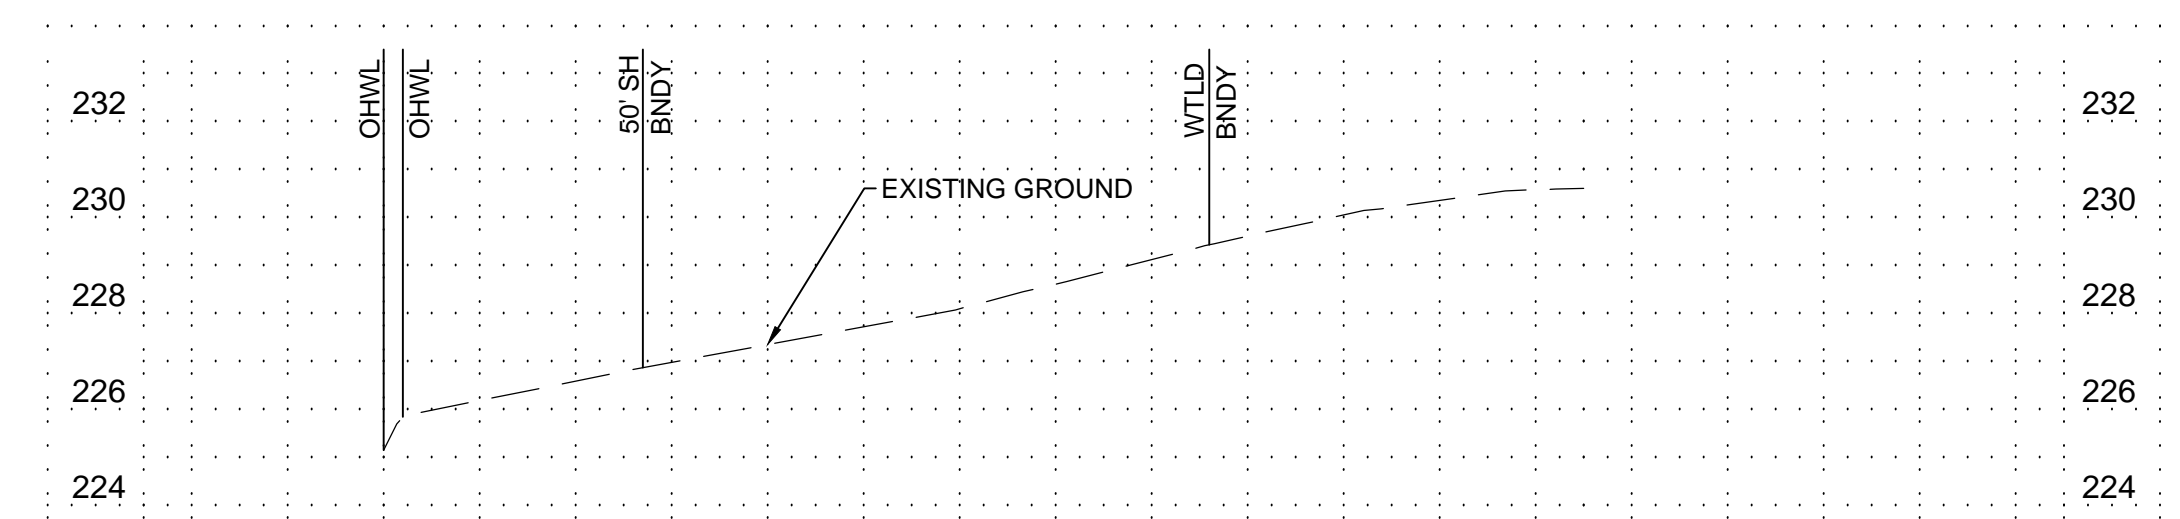 OHWL
OHWL
50' SH
BNDY
WTLD
BNDY
232
232
EXISTING GROUND
230
230
228
228
226
226
224
224